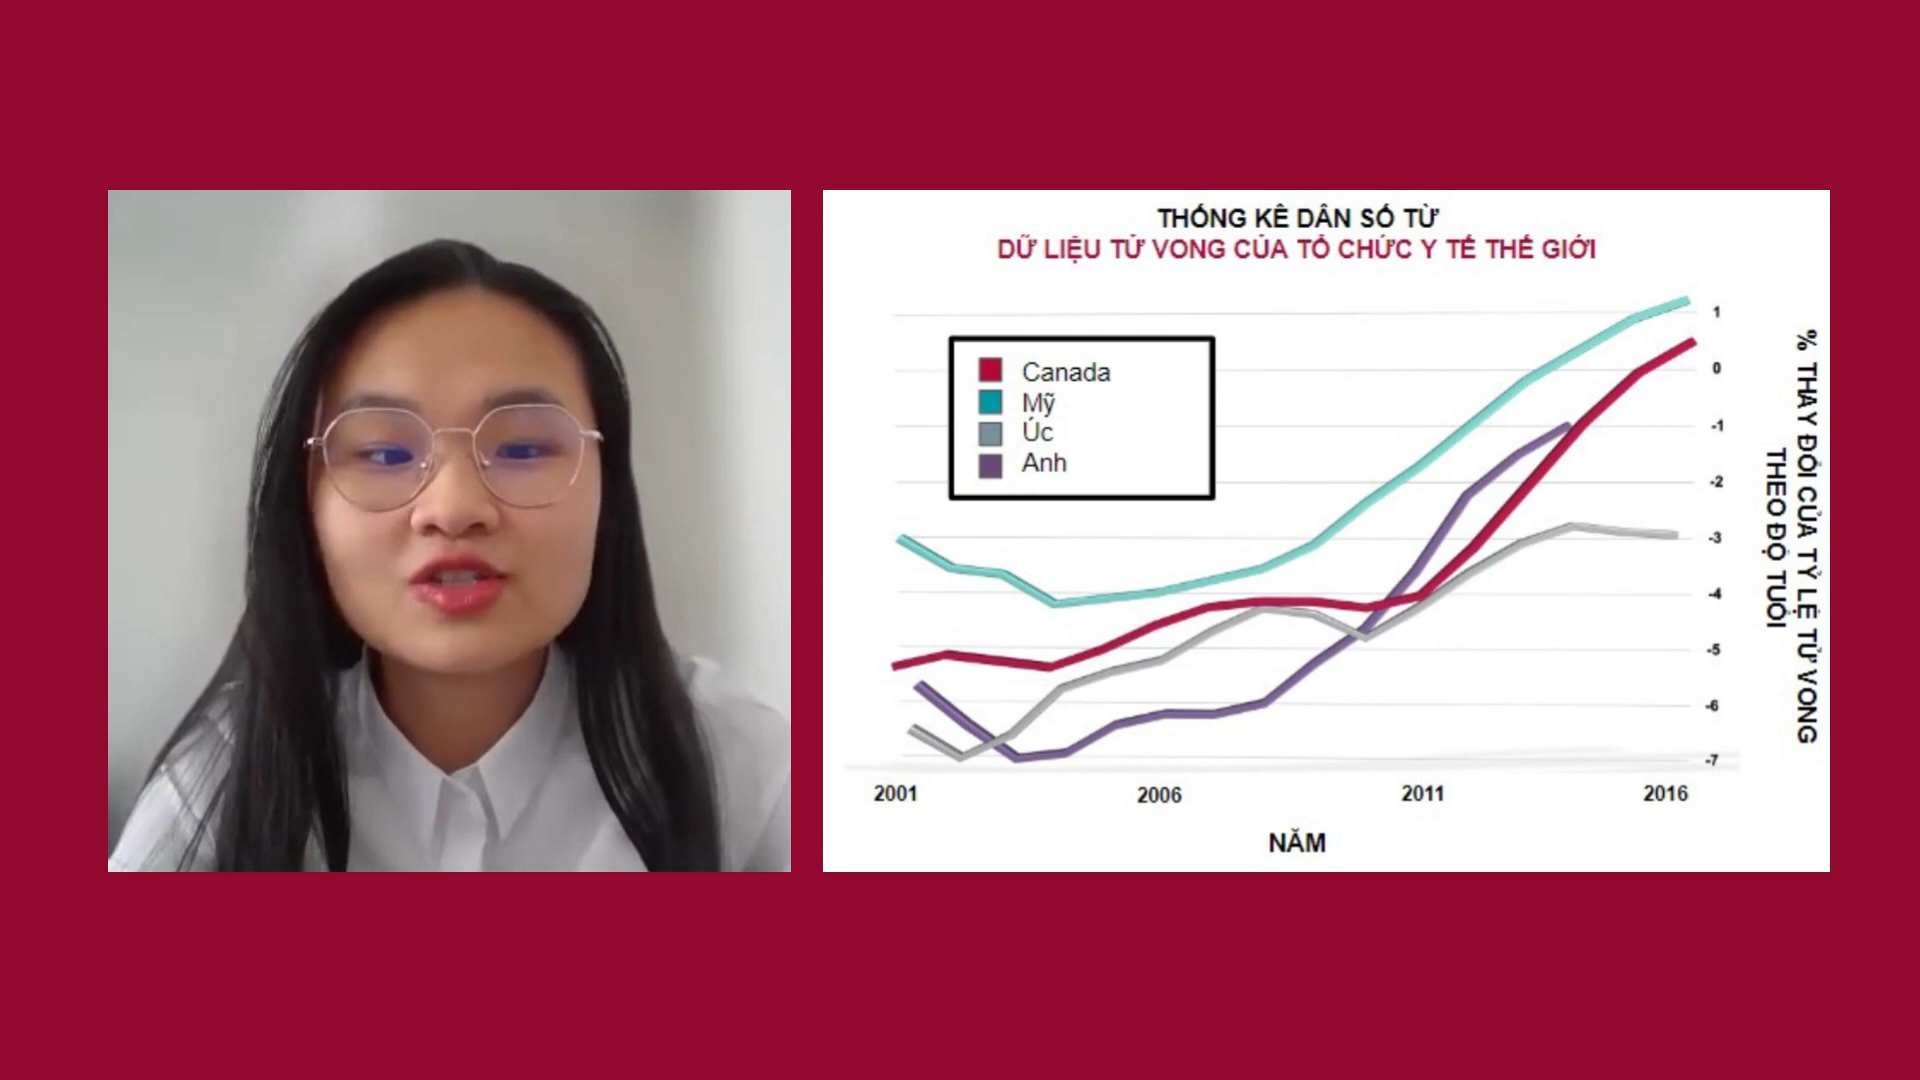 THỐNG KÊ DÂN SỐ TỪ
DỮ LIỆU TỬ VONG CỦA TỔ CHỨC Y TẾ THẾ GIỚI
Canada
Mỹ
Úc
Anh
1
0
-1
-2
-3
-4
-5
-6
-7
% THAY ĐỔI CỦA TỶ LỆ TỬ VONG
THEO ĐỘ TUỔI
2001
2006
2011
2016
NĂM